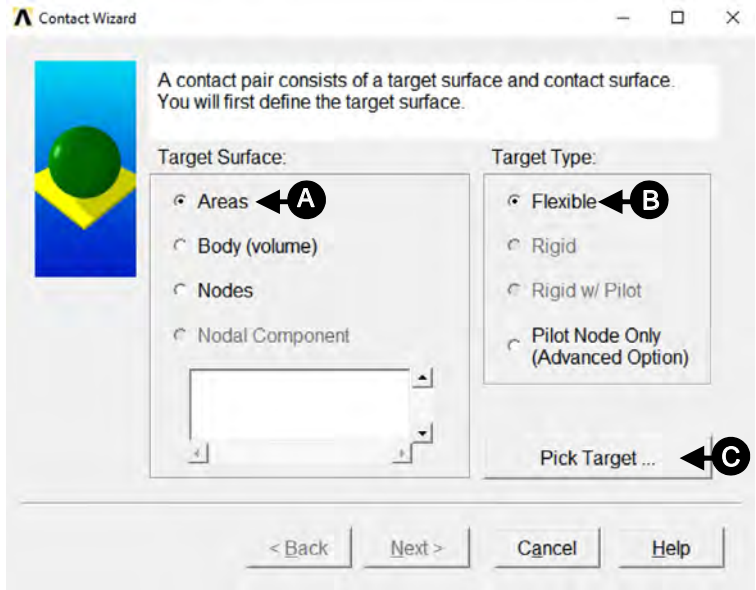 Contact Wizard
A contact pair consists of a target surface and contact surface.
You will first define the target surface.
Target Surface:
Areas A
Body (volume)
Nodes
Nodal Component
Target Type:
Flexible B
Rigid
Rigid w/ Pilot
Pilot Node Only
(Advanced Option)
Pick Target ... C
< Back Next > Cancel Help